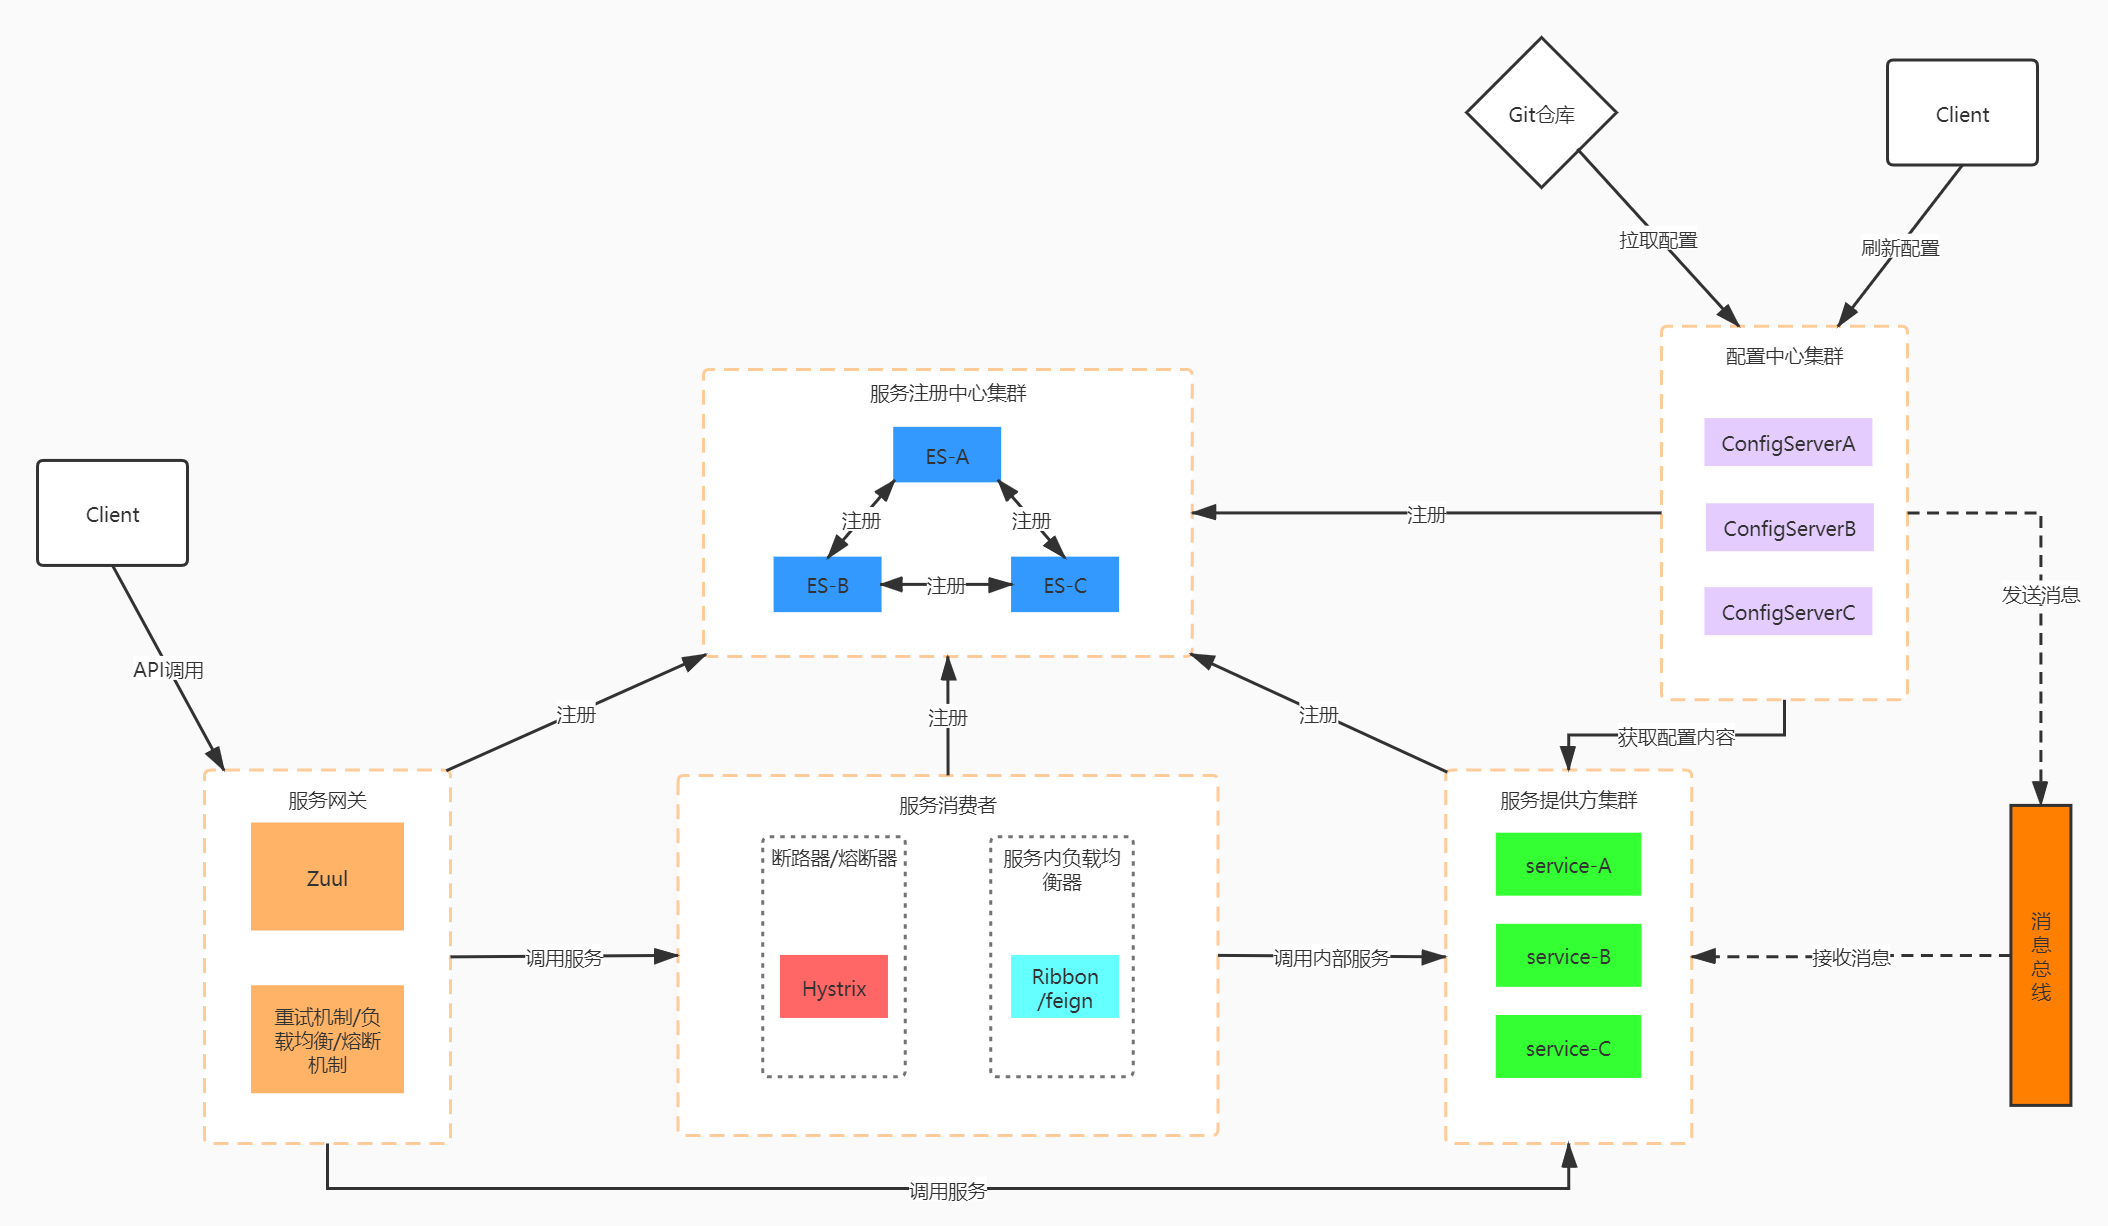 Git仓库
Client
拉取配置
刷新配置
配置中心集群
ConfigServerA
ConfigServerB
ConfigServerC
服务注册中心集群
ES-A
注册
注册
ES-B
注册
ES-C
注册
发送消息
Client
API调用
注册
注册
注册
获取配置内容
服务网关
Zuul
重试机制/负
载均衡/熔断
机制
调用服务
服务消费者
断路器/熔断器
Hystrix
服务内负载均
衡器
Ribbon
/feign
调用内部服务
服务提供方集群
service-A
service-B
service-C
接收消息
消
息
总
线
调用服务